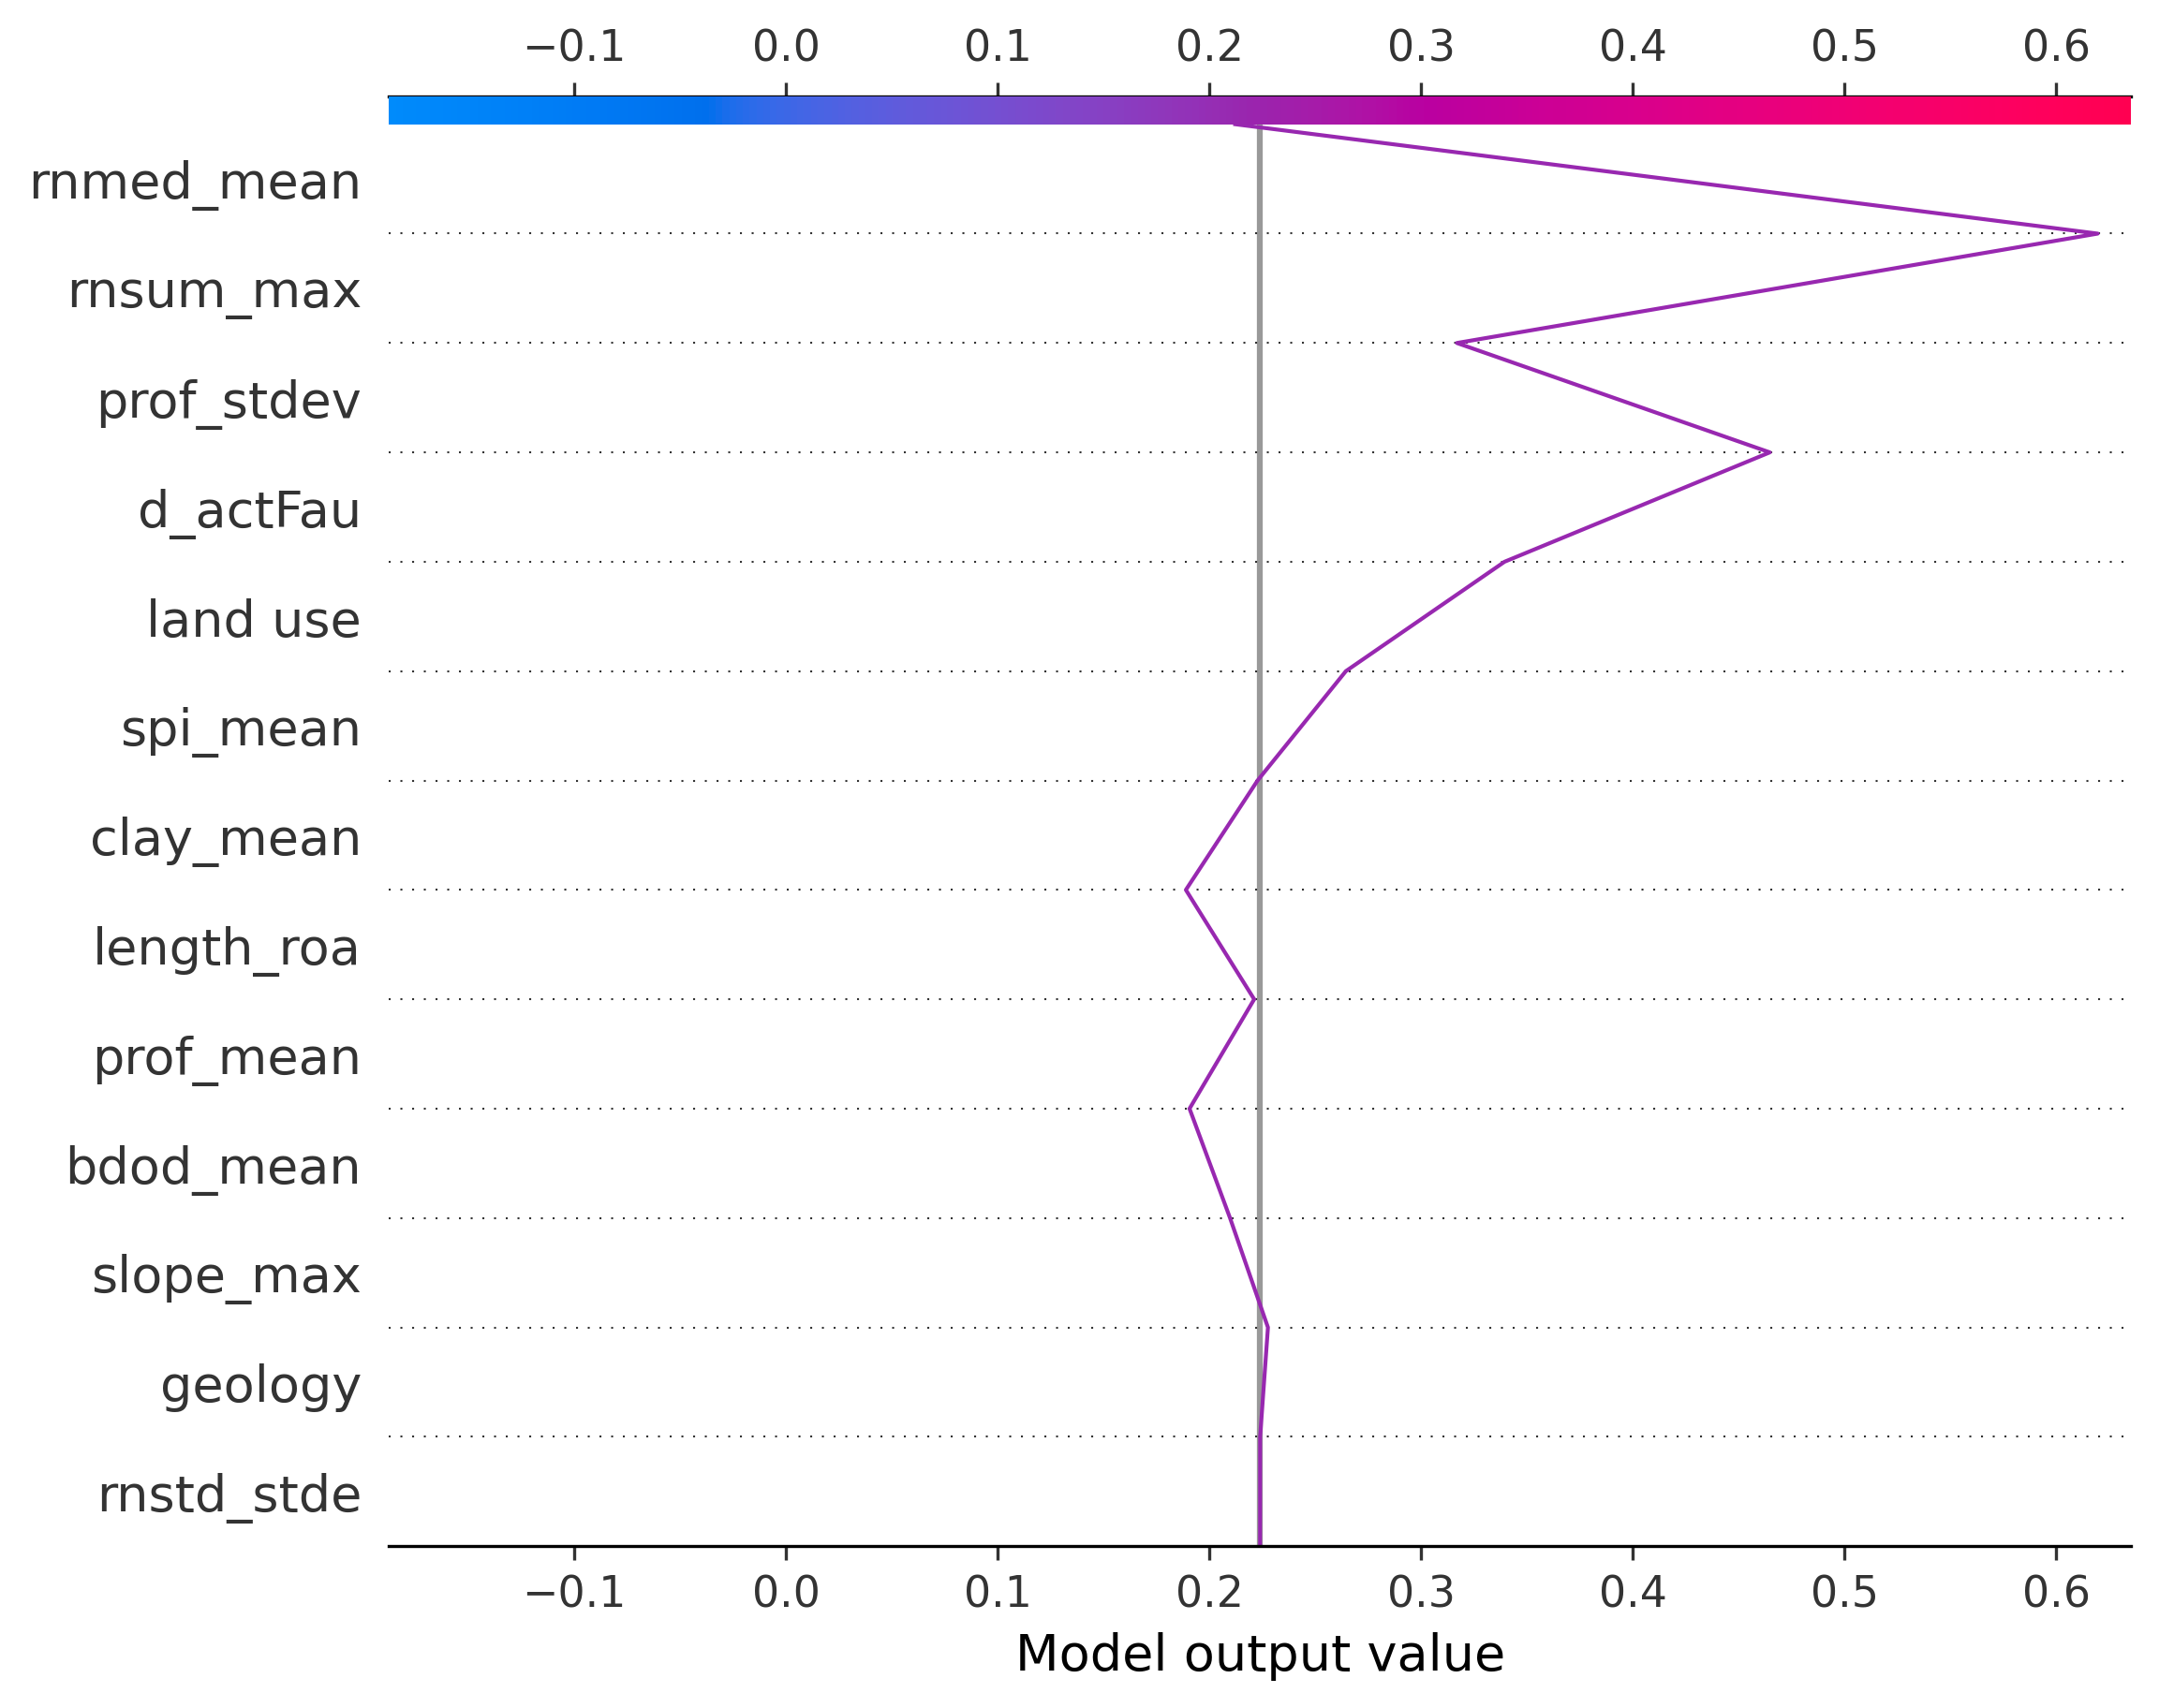 −0.1 0.0 0.1 0.2 0.3 0.4 0.5 0.6
rnmed_mean
rnsum_max
prof_stdev
d_actFau
land use
spi_mean
clay_mean
length_roa
prof_mean
bdod_mean
slope_max
geology
rnstd_stde
−0.1 0.0 0.1 0.2 0.3 0.4 0.5 0.6
Model output value